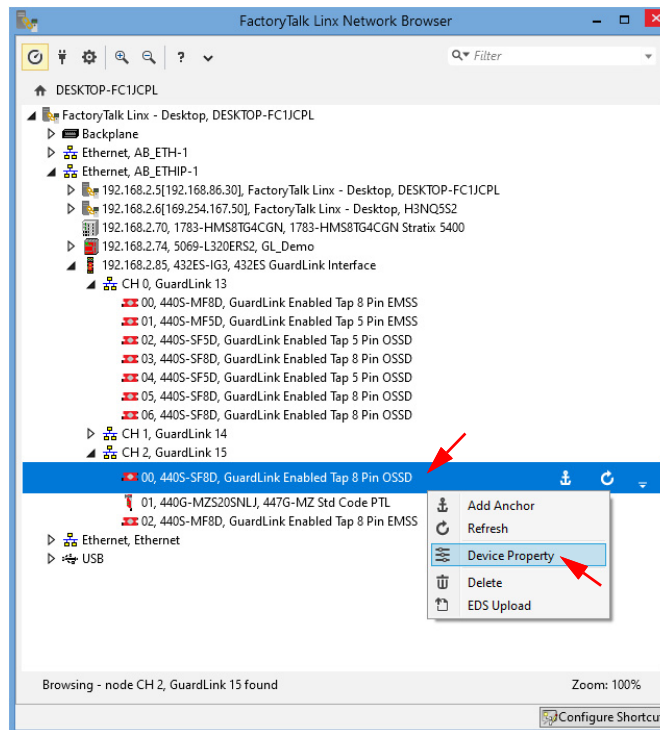 FactoryTalk Linx Network Browser
?
Filter
DESKTOP-FC1JCPL
FactoryTalk Linx - Desktop, DESKTOP-FC1JCPL
Backplane
Ethernet, AB_ETH-1
Ethernet, AB_ETHIP-1
192.168.2.5[192.168.86.30], FactoryTalk Linx - Desktop, DESKTOP-FC1JCPL
192.168.2.6[169.254.167.50], FactoryTalk Linx - Desktop, H3NQ5S2
192.168.2.70, 1783-HMS8TG4CGN, 1783-HMS8TG4CGN Stratix 5400
192.168.2.74, 5069-L320ERS2, GL_Demo
192.168.2.85, 432ES-IG3, 432ES GuardLink Interface
CH 0, GuardLink 13
00, 440S-MF8D, GuardLink Enabled Tap 8 Pin EMSS
01, 440S-MF5D, GuardLink Enabled Tap 5 Pin EMSS
02, 440S-SF5D, GuardLink Enabled Tap 5 Pin OSSD
03, 440S-SF8D, GuardLink Enabled Tap 8 Pin OSSD
04, 440S-SF5D, GuardLink Enabled Tap 5 Pin OSSD
05, 440S-SF8D, GuardLink Enabled Tap 8 Pin OSSD
06, 440S-SF8D, GuardLink Enabled Tap 8 Pin OSSD
CH 1, GuardLink 14
CH 2, GuardLink 15
00, 440S-SF8D, GuardLink Enabled Tap 8 Pin OSSD
01, 440G-MZS20SNLJ, 447G-MZ Std Code PTL
02, 440S-MF8D, GuardLink Enabled Tap 8 Pin EMSS
Ethernet, Ethernet
USB
Add Anchor
Refresh
Device Property
Delete
EDS Upload
Browsing - node CH 2, GuardLink 15 found
Zoom: 100%
Configure Shortcu